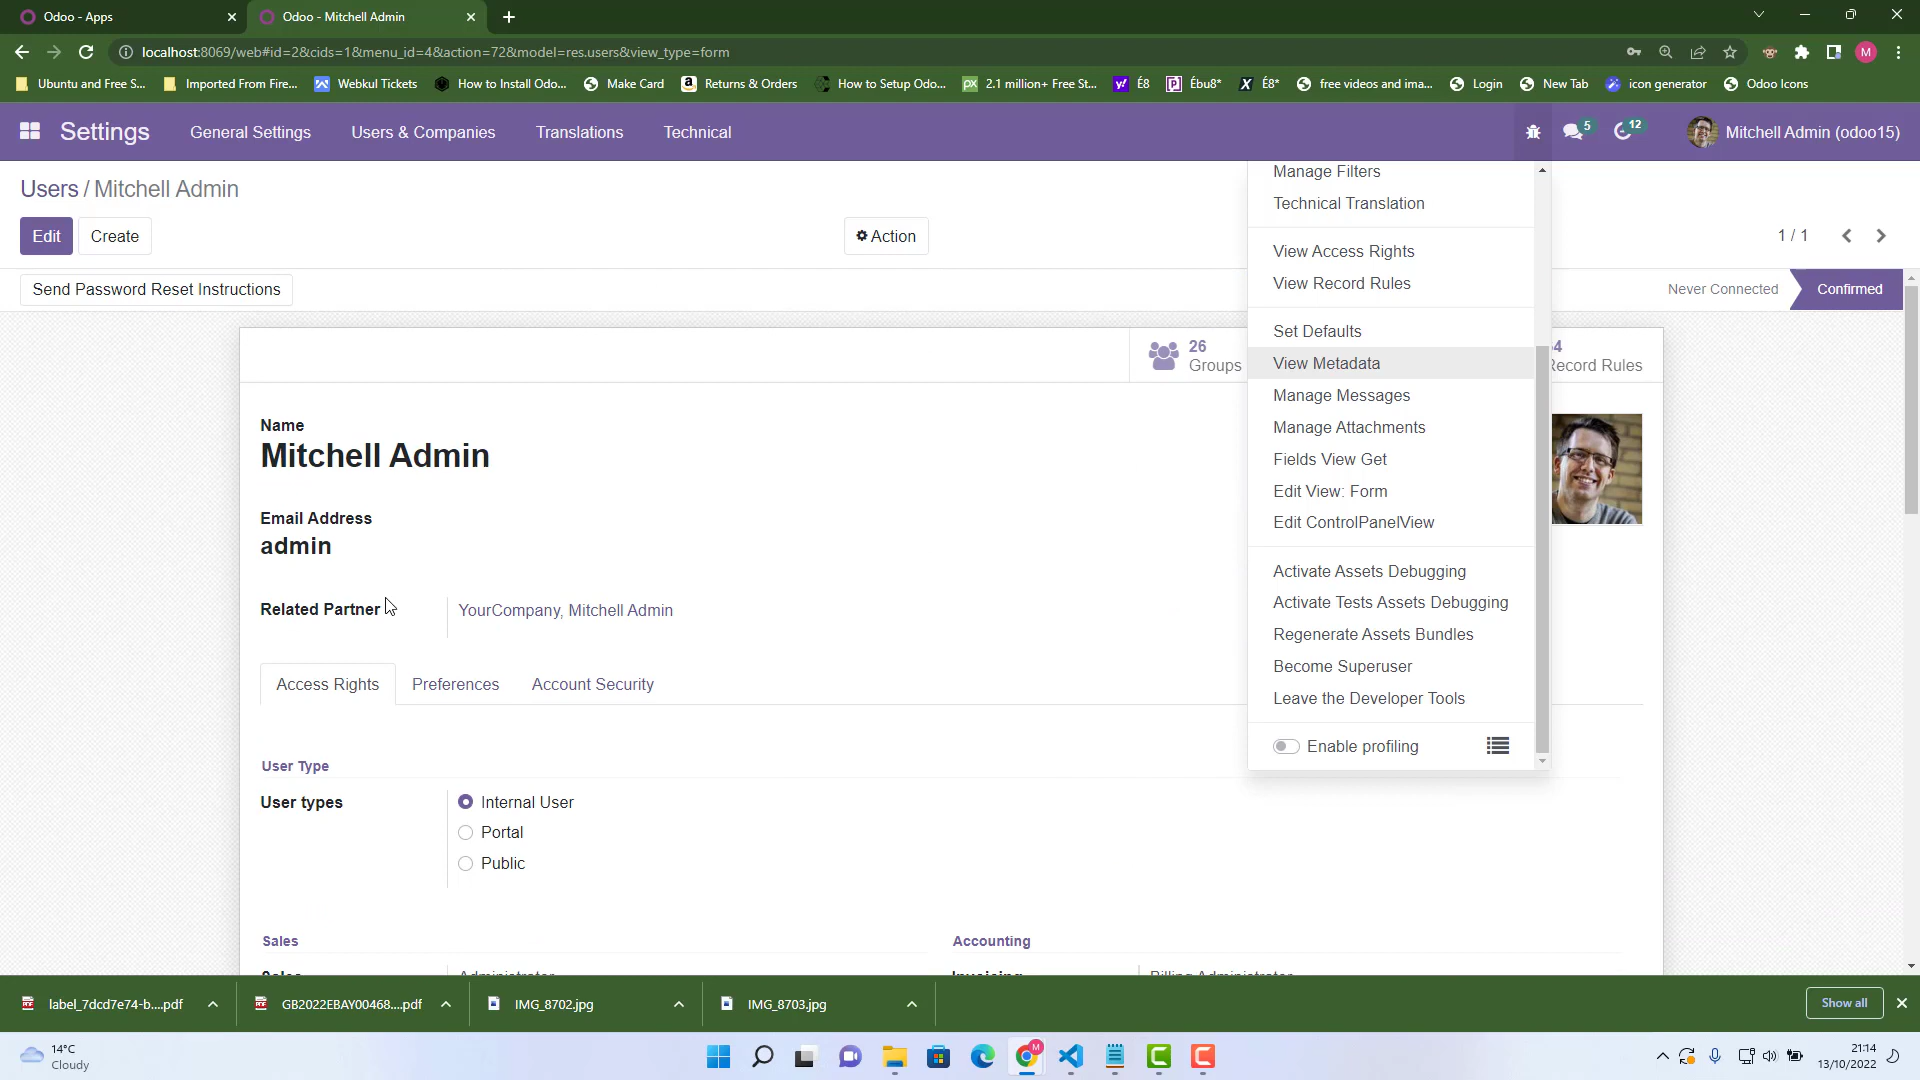 Odoo - Apps
Odoo - Mitchell Admin
localhost:8069/web#id=2&cids=1&menu_id=4&action=72&model=res.users&view_type=form
M
Ubuntu and Free S...
Imported From Fire...
Webkul Tickets
How to Install Odo...
Make Card
Returns & Orders
How to Setup Odo...
2.1 million+ Free St...
É8
Ébu8*
É8*
free videos and ima...
Login
New Tab
icon generator
Odoo Icons
Settings
General Settings
Users & Companies
Translations
Technical
5
12
Mitchell Admin (odoo15)
Users / Mitchell Admin
Edit
Create
Action
1 / 1
Send Password Reset Instructions
Never Connected
Confirmed
26
Groups
4
Record Rules
Manage Filters
Technical Translation
View Access Rights
View Record Rules
Set Defaults
View Metadata
Manage Messages
Manage Attachments
Fields View Get
Edit View: Form
Edit ControlPanelView
Activate Assets Debugging
Activate Tests Assets Debugging
Regenerate Assets Bundles
Become Superuser
Leave the Developer Tools
Enable profiling
Name
Mitchell Admin
Email Address
admin
Related Partner
YourCompany, Mitchell Admin
Access Rights
Preferences
Account Security
User Type
User types
Internal User
Portal
Public
Sales
Accounting
Sales
Administrator
Invoicing
Billing Administrator
label_7dcd7e74-b....pdf
GB2022EBAY00468....pdf
IMG_8702.jpg
IMG_8703.jpg
Show all
14°C
Cloudy
M
21:14
13/10/2022